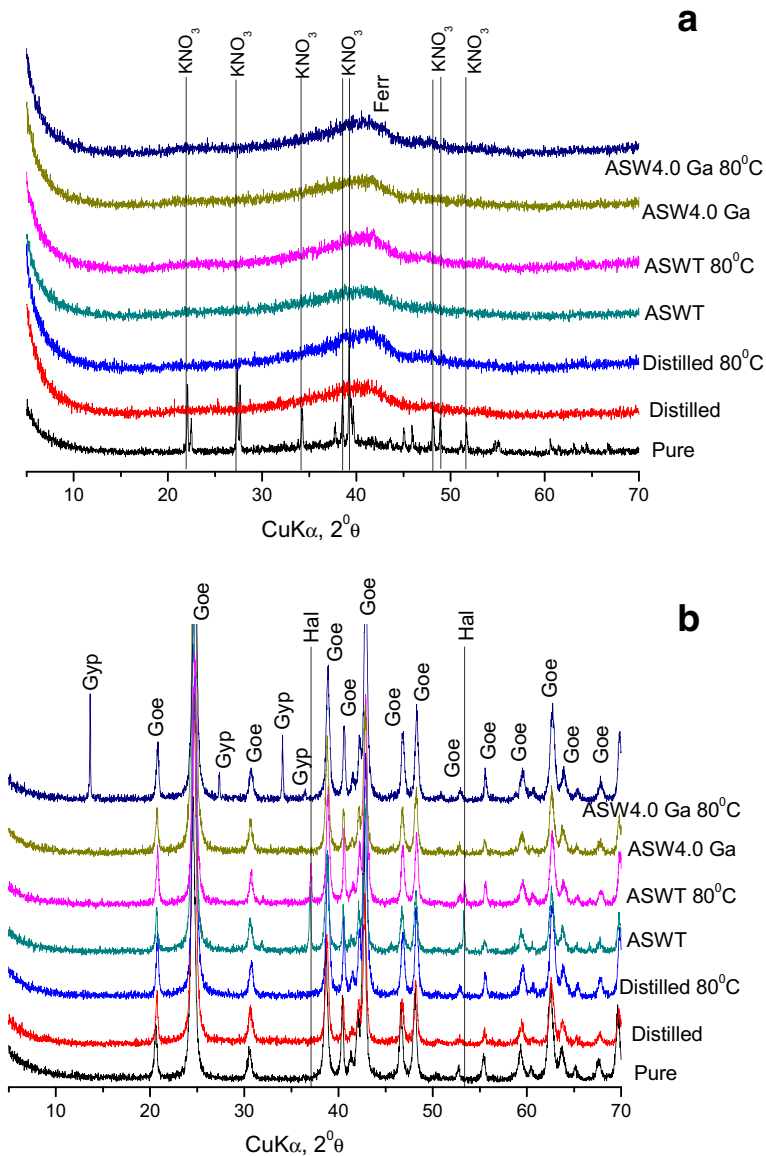 a
KNO3
KNO3
KNO3
KNO3
KNO3
KNO3
Ferr
ASW4.0 Ga 80⁰C
ASW4.0 Ga
ASWT 80⁰C
ASWT
Distilled 80⁰C
Distilled
Pure
10 20 30 40 50 60 70
CuKα, 2⁰θ
b
Gyp
Goe
Goe
Gyp
Goe
Gyp
Gyp
Hal
Goe
Goe
Goe
Goe
Goe
Goe
Hal
Goe
Goe
Goe
Goe
Goe
ASW4.0 Ga 80⁰C
ASW4.0 Ga
ASWT 80⁰C
ASWT
Distilled 80⁰C
Distilled
Pure
10 20 30 40 50 60 70
CuKα, 2⁰θ